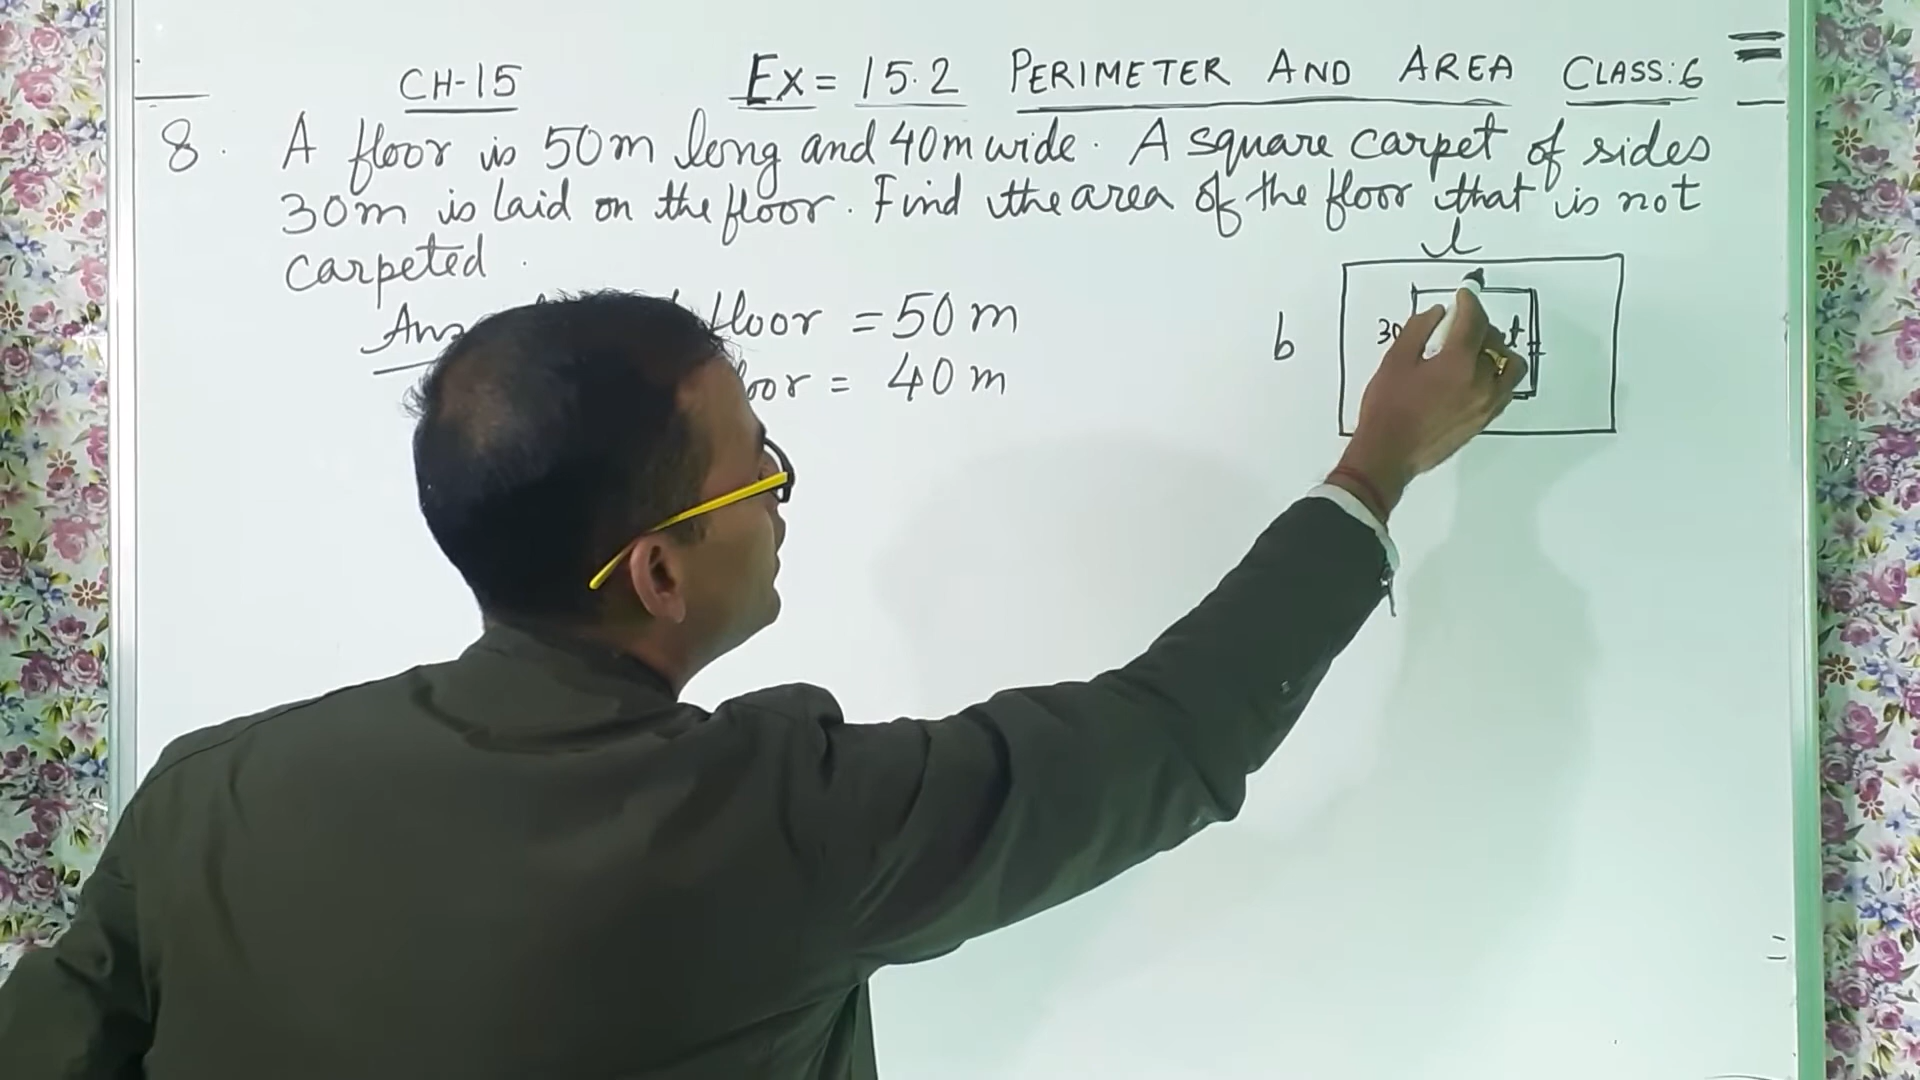 CH-15 Ex= 15.2 PERIMETER AND AREA CLASS:6
8. A floor is 50m long and 40m wide. A square carpet of sides
30m is laid on the floor. Find the area of the floor that is not
carpeted.
l
Ans floor = 50 m
b 30
= 40 m